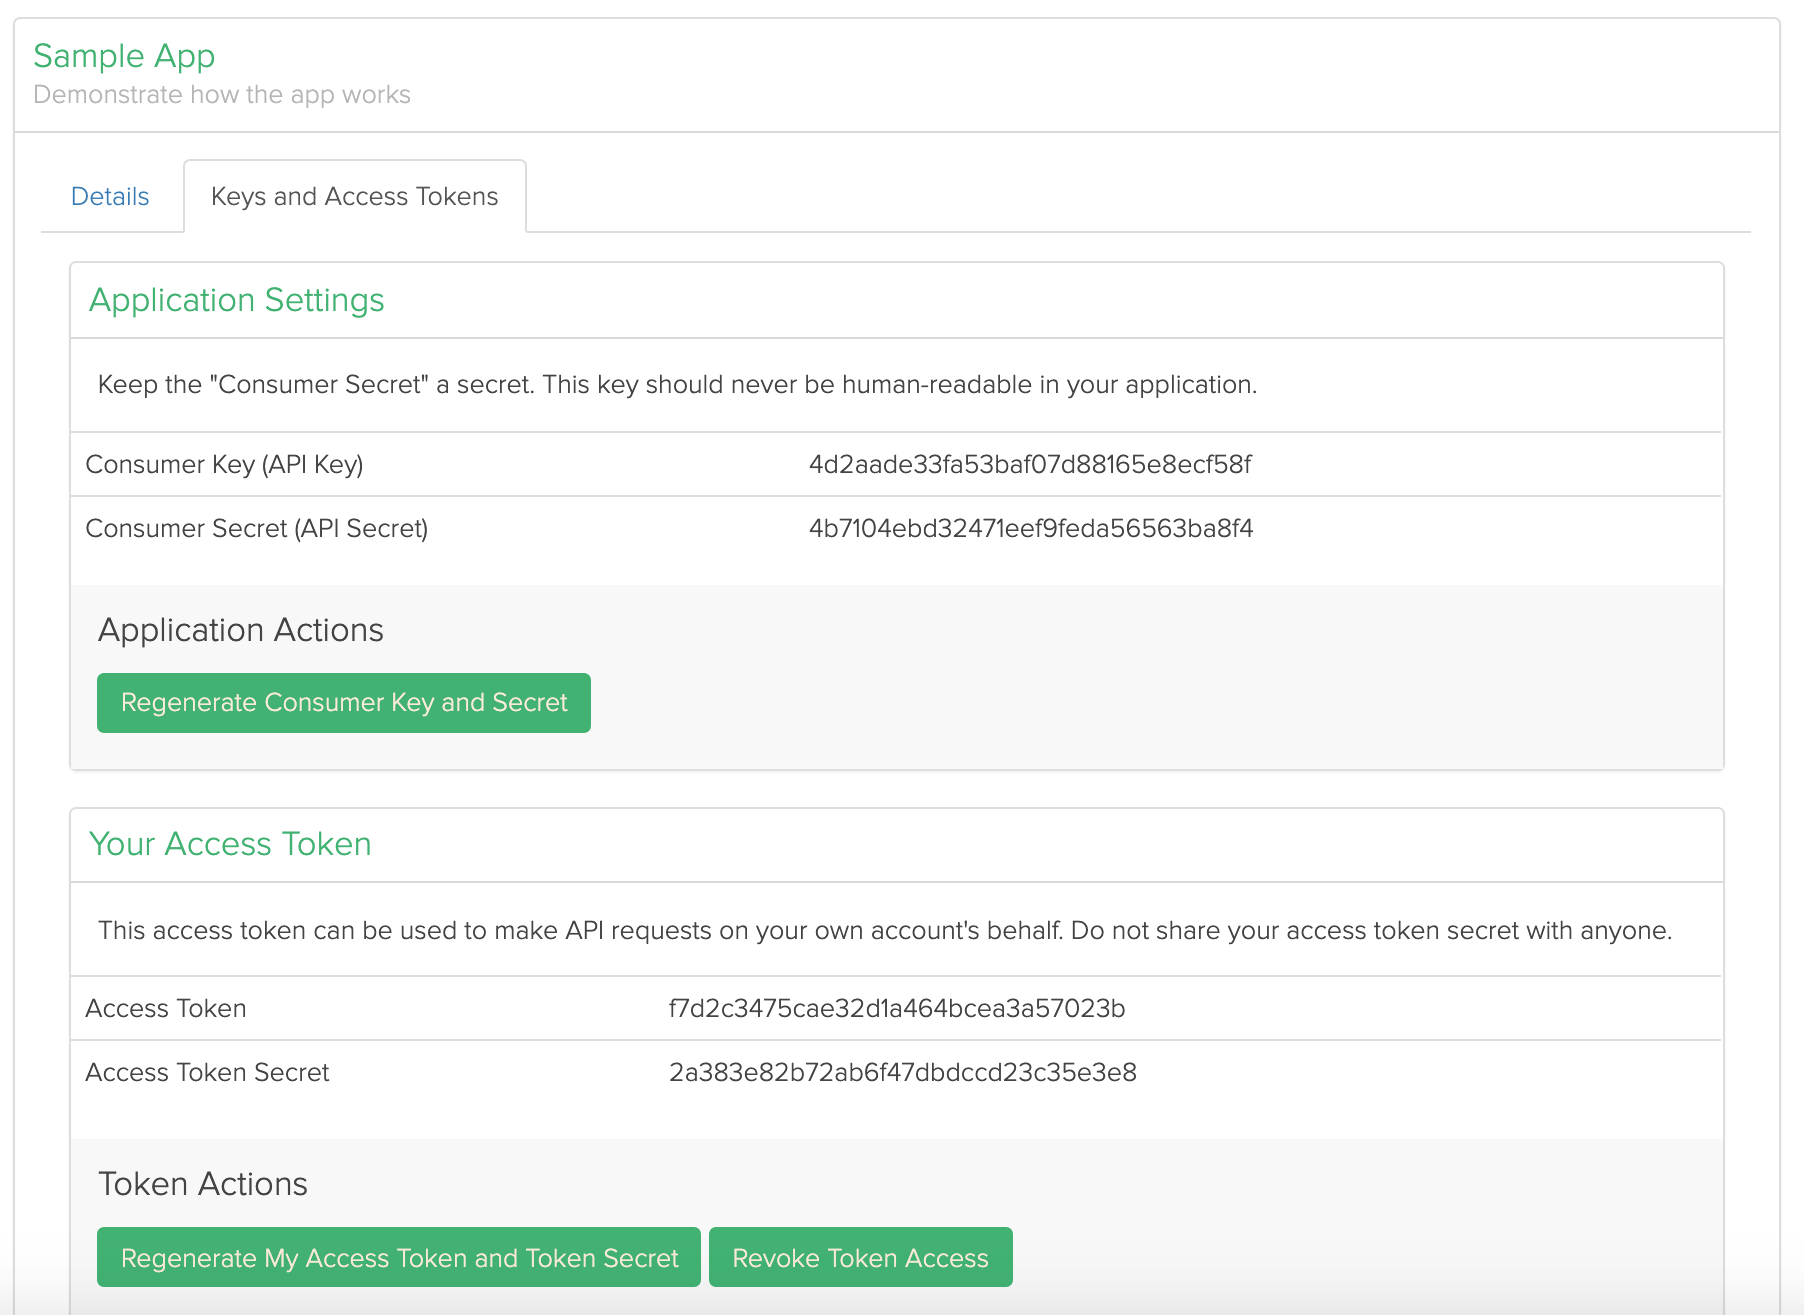 Sample App
Demonstrate how the app works
Details
Keys and Access Tokens
Application Settings
Keep the "Consumer Secret" a secret. This key should never be human-readable in your application.
Consumer Key (API Key) 4d2aade33fa53baf07d88165e8ecf58f
Consumer Secret (API Secret) 4b7104ebd32471eef9feda56563ba8f4
Application Actions
Regenerate Consumer Key and Secret
Your Access Token
This access token can be used to make API requests on your own account's behalf. Do not share your access token secret with anyone.
Access Token f7d2c3475cae32d1a464bcea3a57023b
Access Token Secret 2a383e82b72ab6f47dbdccd23c35e3e8
Token Actions
Regenerate My Access Token and Token Secret
Revoke Token Access